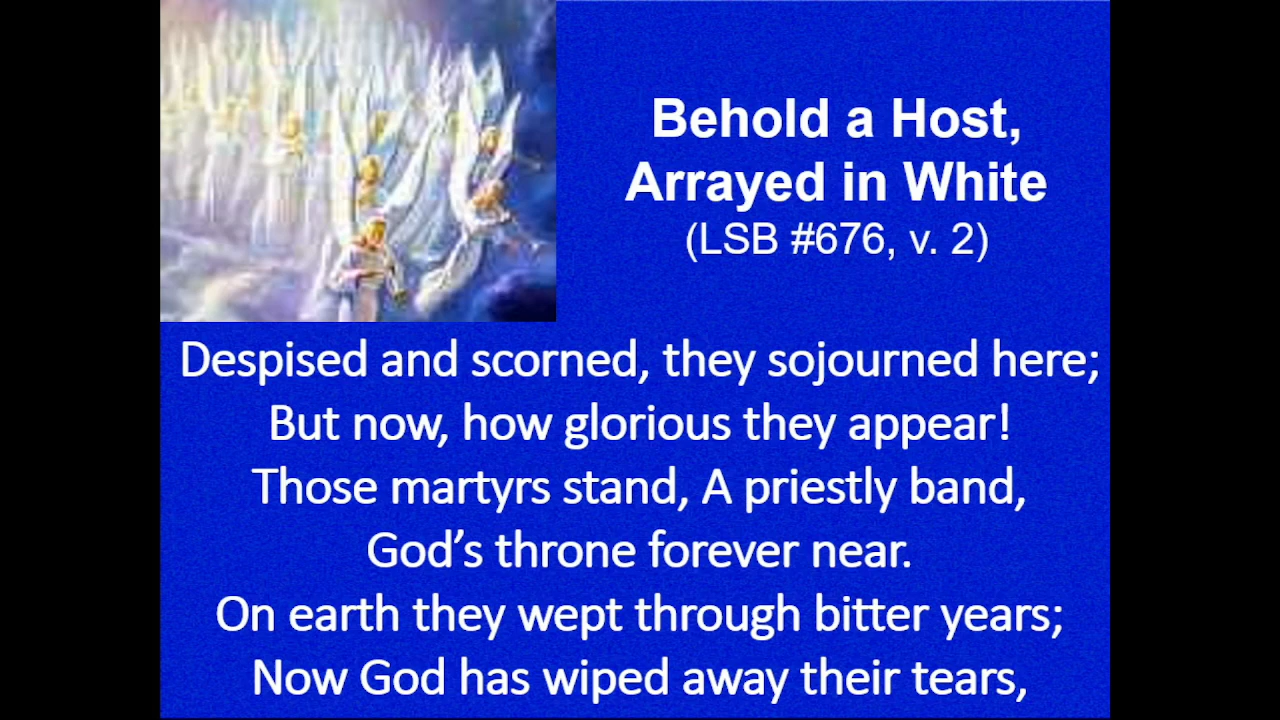 Behold a Host,
Arrayed in White
(LSB #676, v. 2)
Despised and scorned, they sojourned here;
But now, how glorious they appear!
Those martyrs stand, A priestly band,
God’s throne forever near.
On earth they wept through bitter years;
Now God has wiped away their tears,